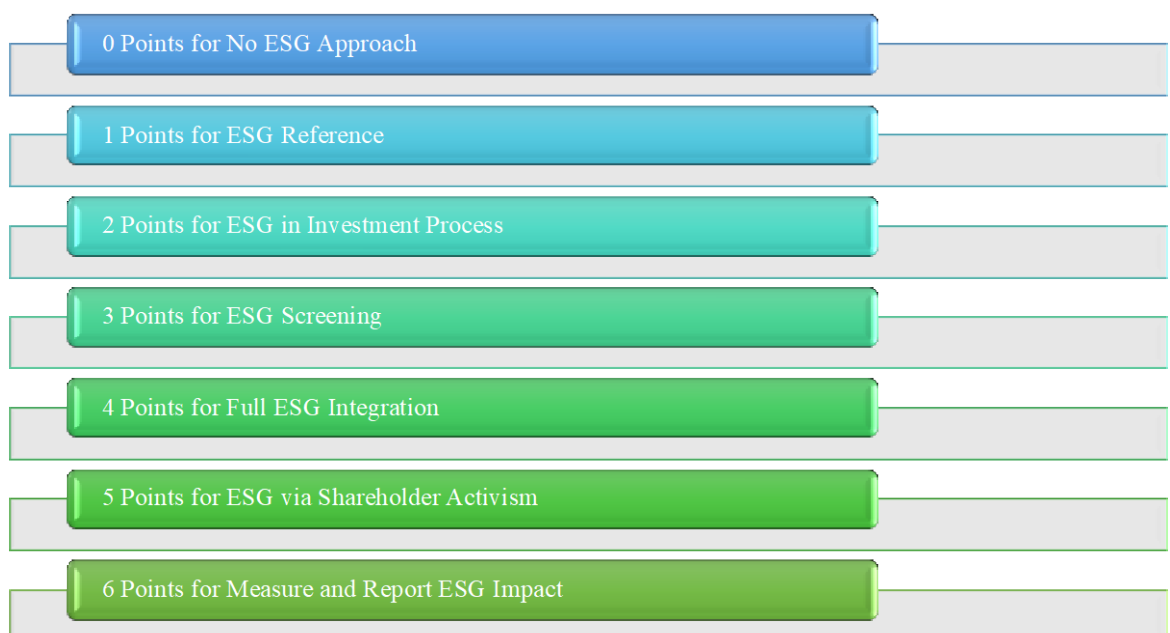 0 Points for No ESG Approach
1 Points for ESG Reference
2 Points for ESG in Investment Process
3 Points for ESG Screening
4 Points for Full ESG Integration
5 Points for ESG via Shareholder Activism
6 Points for Measure and Report ESG Impact